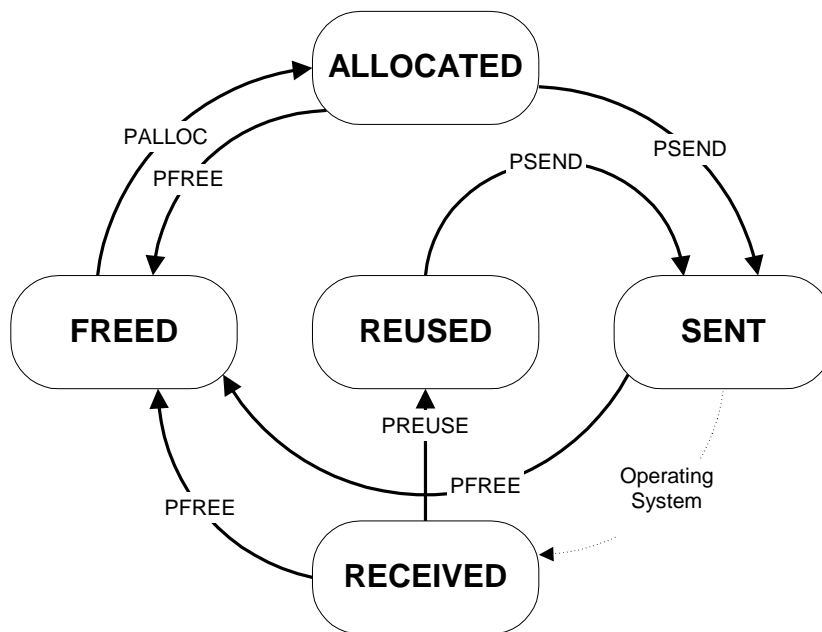 ALLOCATED
PALLOC
PSEND
PSEND
PFREE
FREED
REUSED
SENT
PREUSE
Operating
System
PFREE
PFREE
RECEIVED